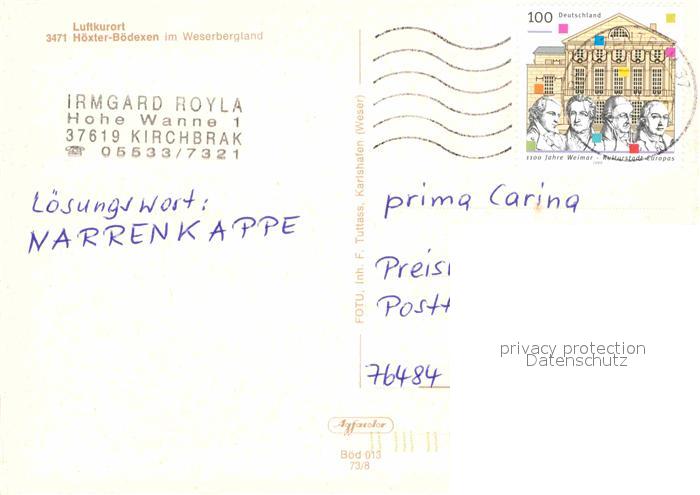 Luftkurort
3471 Höxter-Bödexen im Weserbergland
IRMGARD ROYLA
Hohe Wanne 1
37619 KIRCHBRAK
☎ 05533/7321
Lösungswort:
NARRENKAPPE
FOTU, Inh. F. Tuttass, Karlshafen (Weser)
100 Deutschland
1100 Jahre Weimar - Kulturstadt Europas
prima Carina
Preis
Post
76484
privacy protection
Datenschutz
Agfacolor
Böd 013
73/8